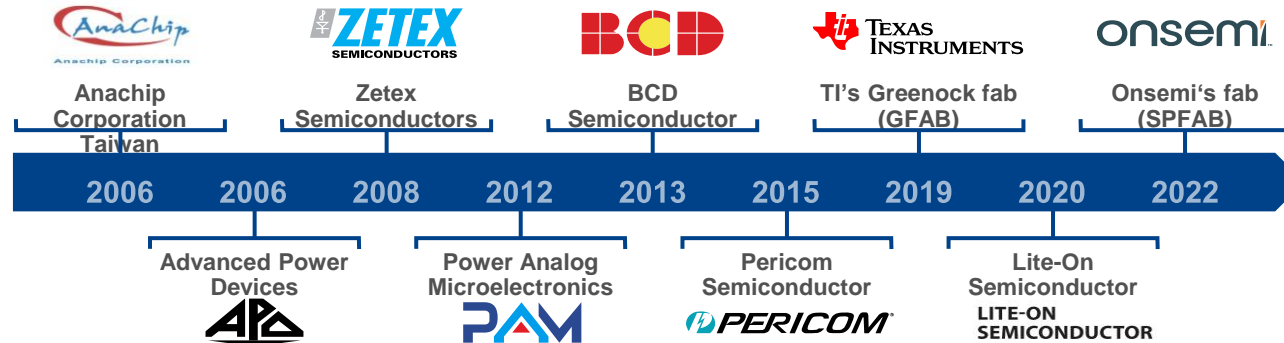 AnaChip
Anachip Corporation
ZETEX
SEMICONDUCTORS
BCD
TEXAS
INSTRUMENTS
onsemi
Anachip
Corporation
Taiwan
Zetex
Semiconductors
BCD
Semiconductor
TI's Greenock fab
(GFAB)
Onsemi‘s fab
(SPFAB)
2006 2006 2008 2012 2013 2015 2019 2020 2022
Advanced Power
Devices
Power Analog
Microelectronics
Pericom
Semiconductor
Lite-On
Semiconductor
APD
PAM
PERICOM
LITE-ON
SEMICONDUCTOR